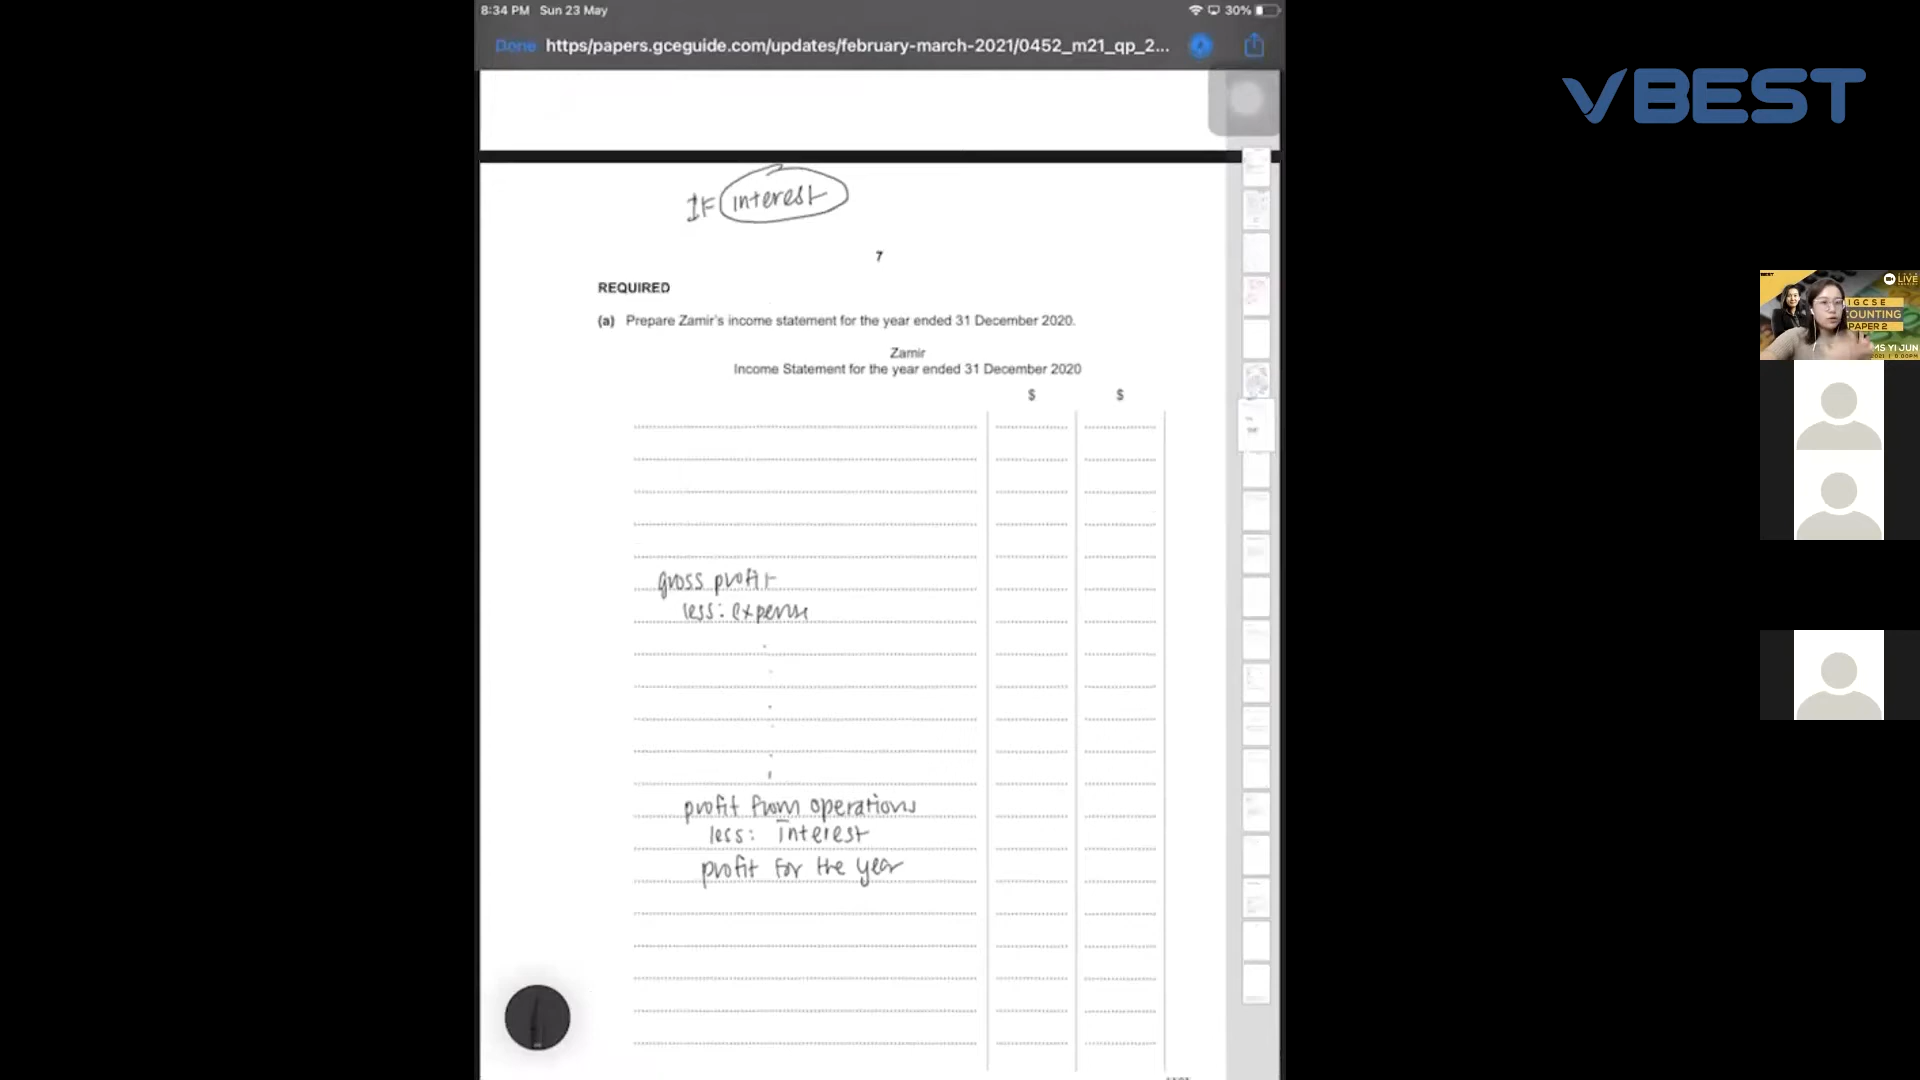 8:34 PM Sun 23 May
30%
Done https/papers.gceguide.com/updates/february-march-2021/0452_m21_qp_2...
VBEST
If interest
7
REQUIRED
(a) Prepare Zamir's income statement for the year ended 31 December 2020.
Zamir
Income Statement for the year ended 31 December 2020
$ $
gross profit
less: expense
profit from operations
less: interest
profit for the year
LIVE
IGCSE
COUNTING
PAPER 2
MS YI JUN